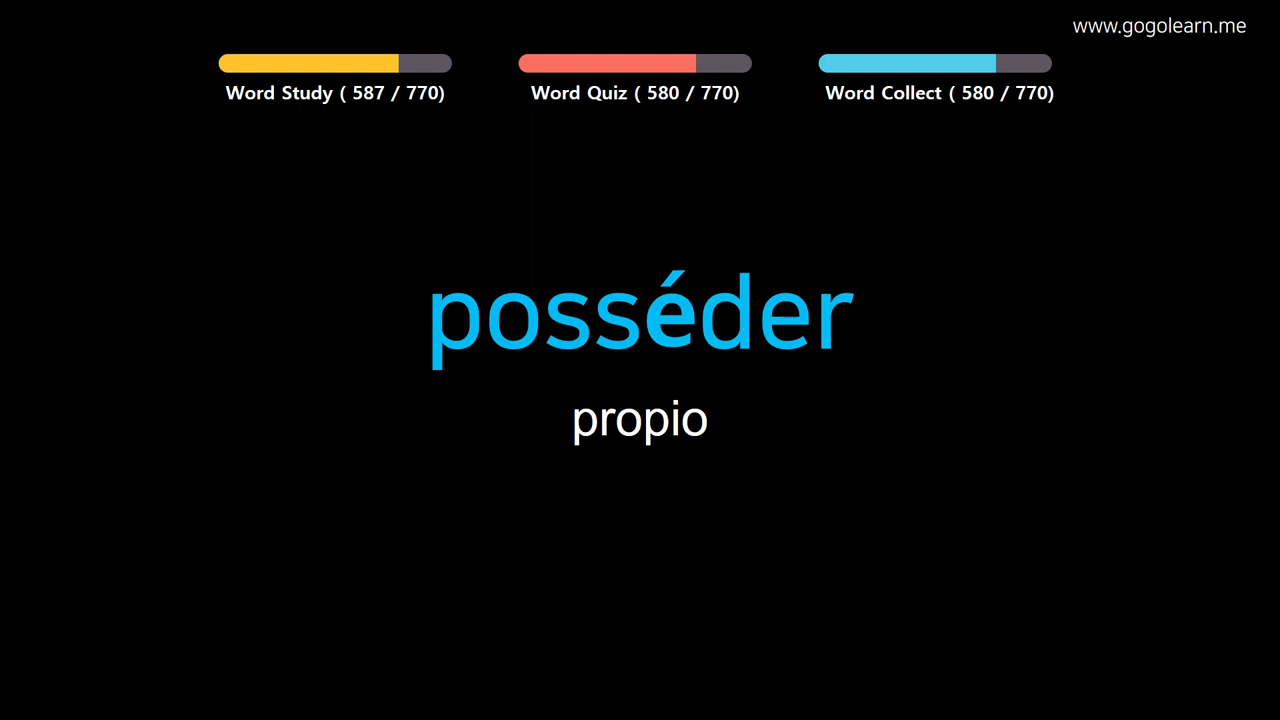 www.gogolearn.me
Word Study ( 587 / 770)
Word Quiz ( 580 / 770)
Word Collect ( 580 / 770)
posséder
propio